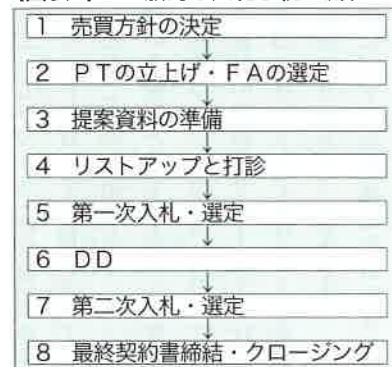 1 売買方針の決定
2 PTの立上げ・FAの選定
3 提案資料の準備
4 リストアップと打診
5 第一次入札・選定
6 DD
7 第二次入札・選定
8 最終契約書締結・クロージング